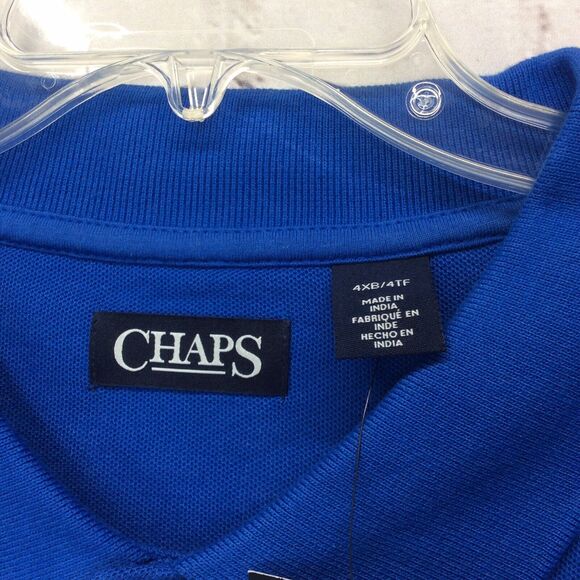 CHAPS
4XB/4TF
MADE IN
INDIA
FABRIQUÉ EN
INDE
HECHO EN
INDIA